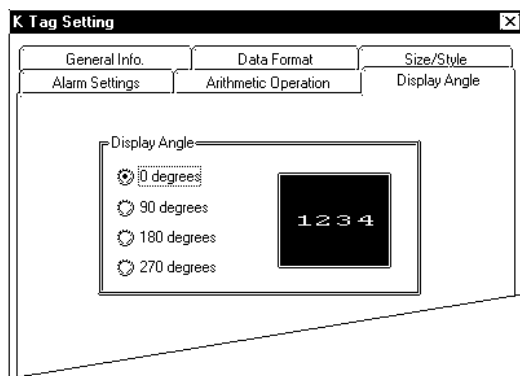 K Tag Setting
General Info. Data Format Size/Style
Alarm Settings Arithmetic Operation Display Angle
Display Angle
0 degrees
90 degrees
180 degrees
270 degrees
1234